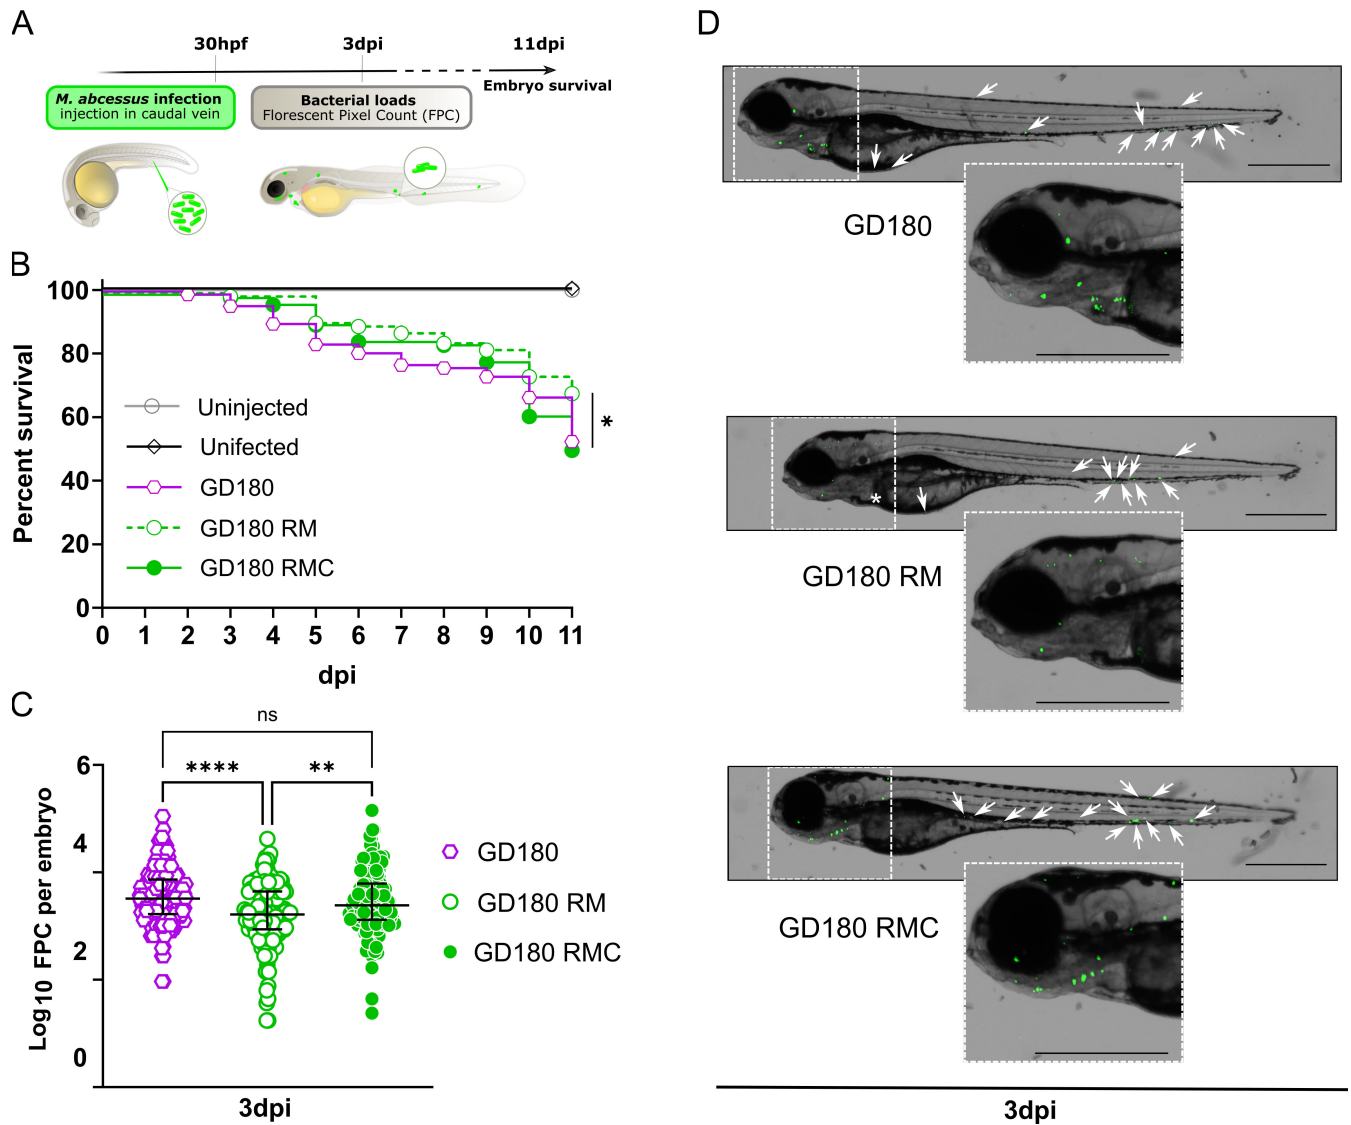 A
30hpf
3dpi
11dpi
Embryo survival
M. abcessus infection
injection in caudal vein
Bacterial loads
Florescent Pixel Count (FPC)
B
Percent survival
100
80
60
40
20
0
Uninjected
Unifected
GD180
GD180 RM
GD180 RMC
*
0 1 2 3 4 5 6 7 8 9 10 11
dpi
C
ns
**** **
Log10 FPC per embryo
6
4
2
0
GD180
GD180 RM
GD180 RMC
3dpi
D
GD180
*
GD180 RM
GD180 RMC
3dpi